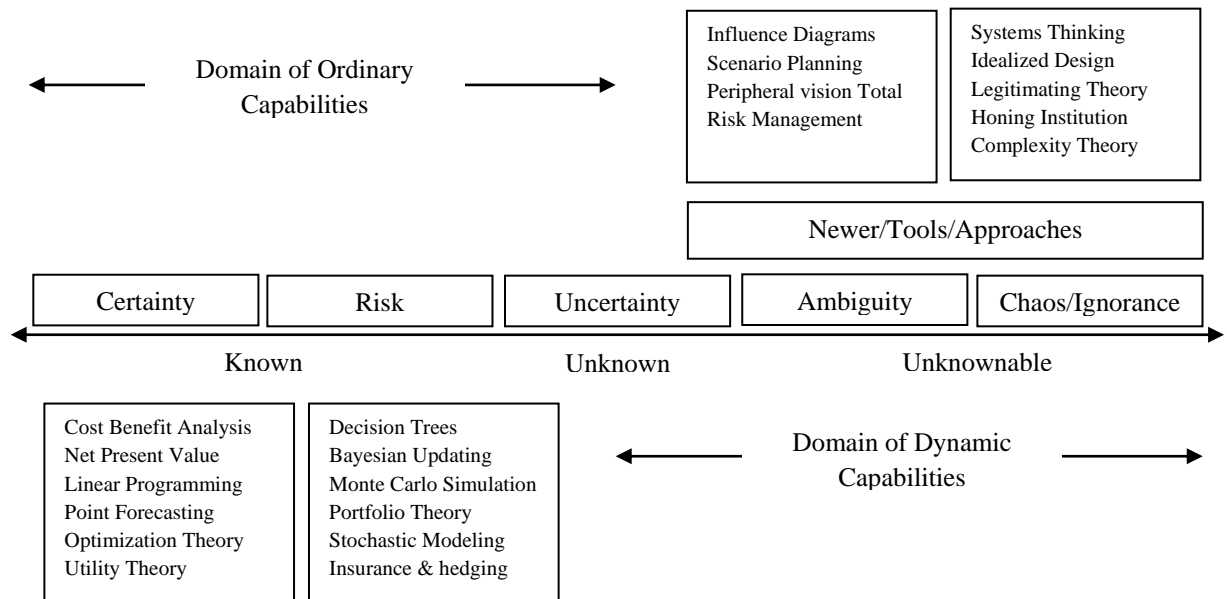 Domain of Ordinary
Capabilities
Influence Diagrams
Scenario Planning
Peripheral vision Total
Risk Management
Systems Thinking
Idealized Design
Legitimating Theory
Honing Institution
Complexity Theory
Newer/Tools/Approaches
Certainty
Risk
Uncertainty
Ambiguity
Chaos/Ignorance
Known
Unknown
Unknownable
Cost Benefit Analysis
Net Present Value
Linear Programming
Point Forecasting
Optimization Theory
Utility Theory
Decision Trees
Bayesian Updating
Monte Carlo Simulation
Portfolio Theory
Stochastic Modeling
Insurance & hedging
Domain of Dynamic
Capabilities